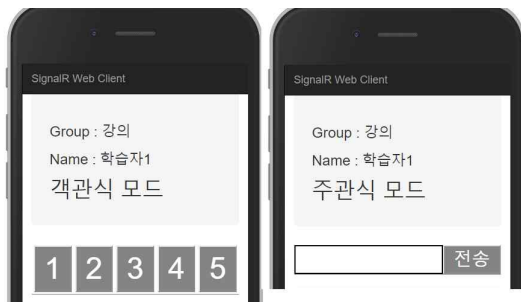 SignalR Web Client
Group : 강의
Name : 학습자1
객관식 모드
1 2 3 4 5
SignalR Web Client
Group : 강의
Name : 학습자1
주관식 모드
전송